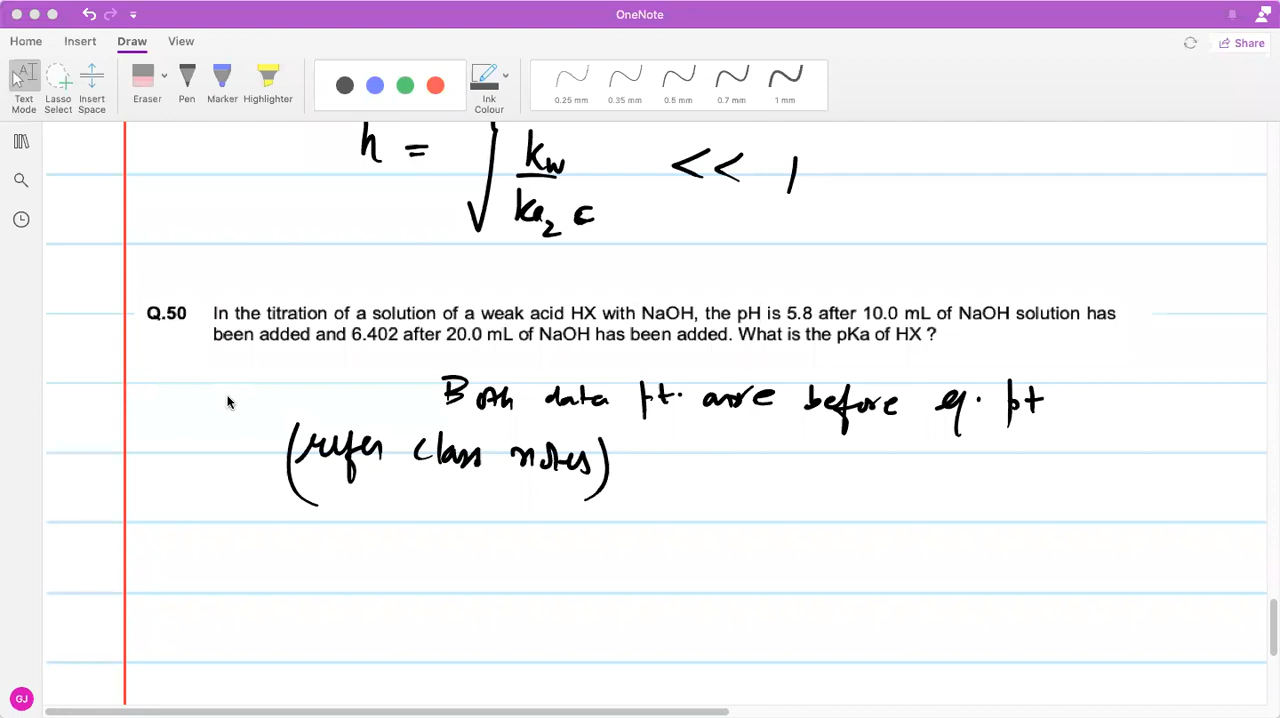 OneNote
Home Insert Draw View
Share
Text Mode
Lasso Select
Insert Space
Eraser
Pen
Marker
Highlighter
Ink Colour
0.25 mm
0.35 mm
0.5 mm
0.7 mm
1 mm
h = √ kw / ka2 c << 1
Q.50 In the titration of a solution of a weak acid HX with NaOH, the pH is 5.8 after 10.0 mL of NaOH solution has
been added and 6.402 after 20.0 mL of NaOH has been added. What is the pKa of HX ?
Both data pt. are before eq. pt
(refer class notes)
GJ